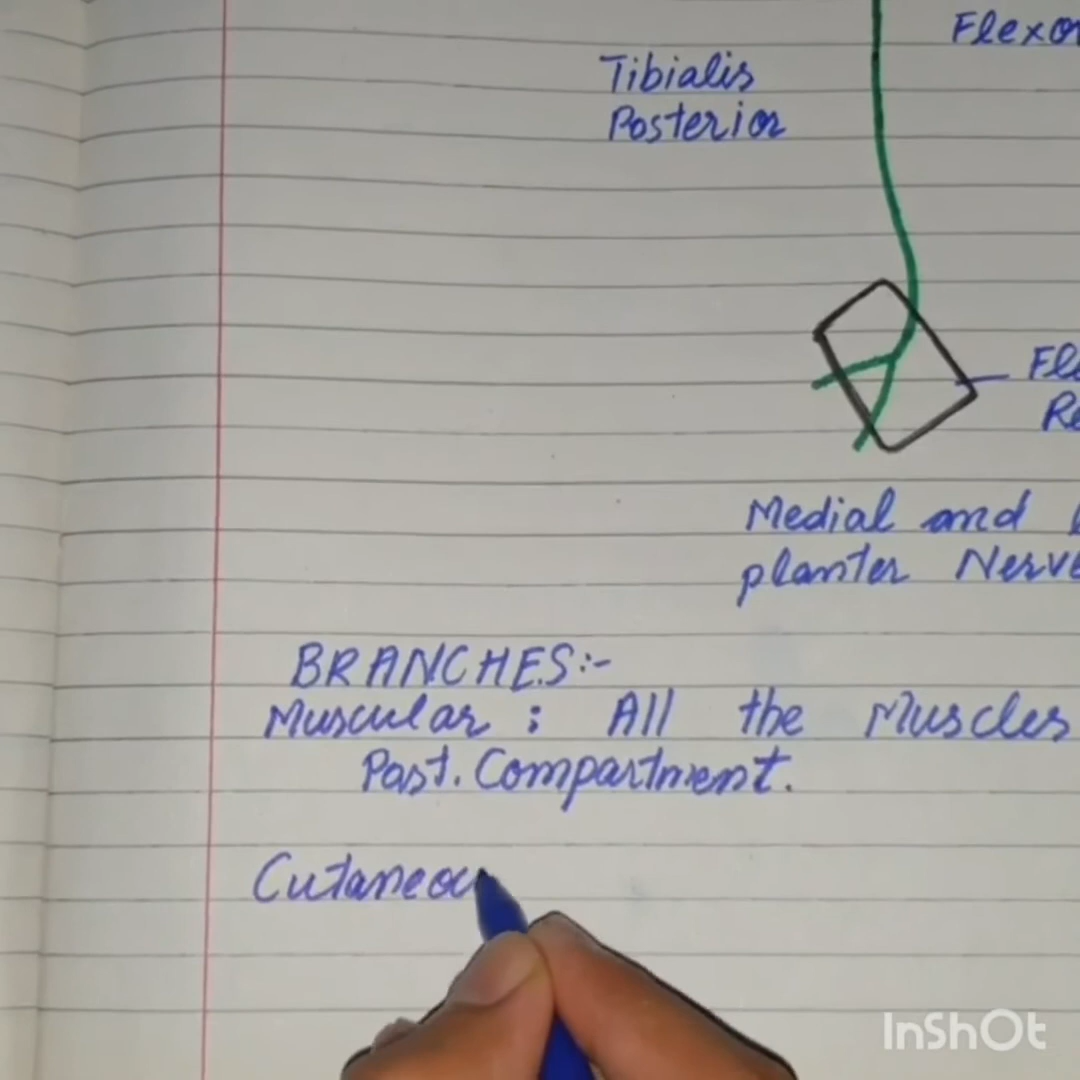 Flexor
Tibialis
Posterior
Medial and
planter Nerve
BRANCHES:-
Muscular : All the Muscles
Post. Compartment.
Cutaneou
InShOt